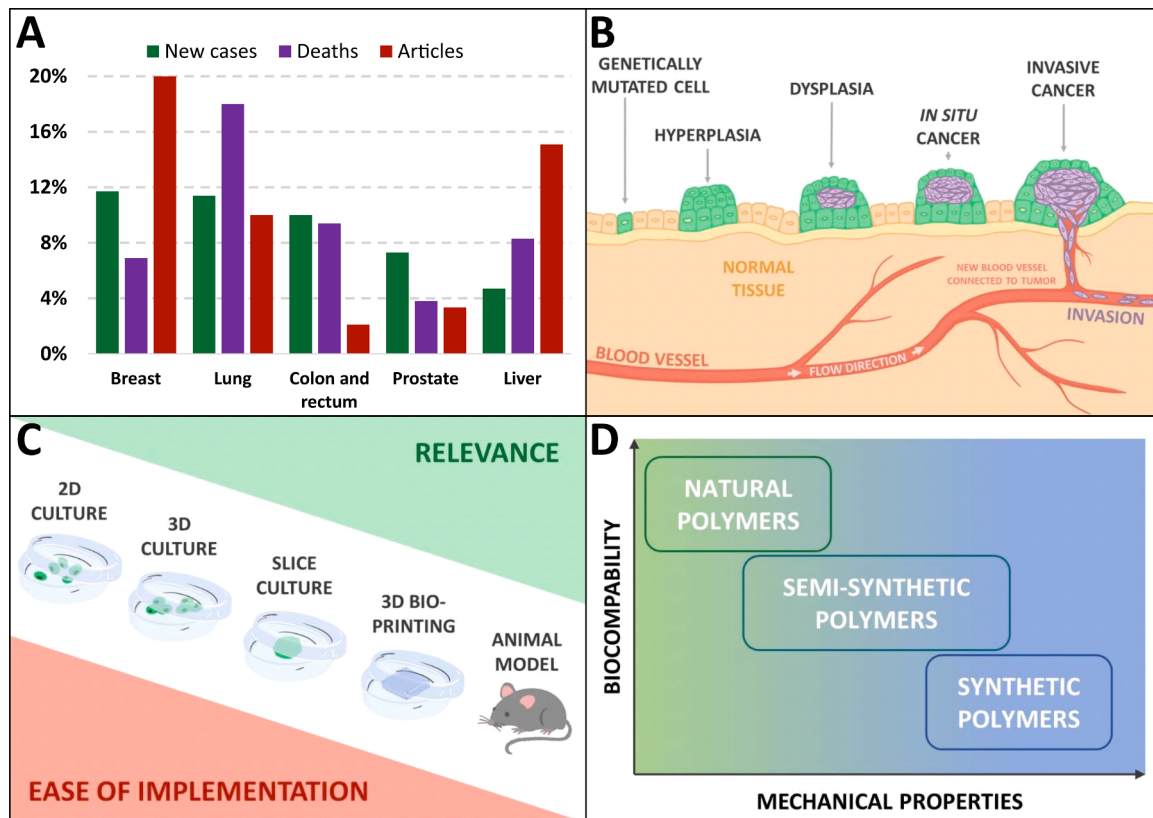 A
New cases
Deaths
Articles
20%
16%
12%
8%
4%
0%
Breast
Lung
Colon and
rectum
Prostate
Liver
B
GENETICALLY
MUTATED CELL
HYPERPLASIA
DYSPLASIA
IN SITU
CANCER
INVASIVE
CANCER
NORMAL
TISSUE
NEW BLOOD VESSEL
CONNECTED TO TUMOR
INVASION
BLOOD VESSEL
FLOW DIRECTION
C
RELEVANCE
2D
CULTURE
3D
CULTURE
SLICE
CULTURE
3D BIO-
PRINTING
ANIMAL
MODEL
EASE OF IMPLEMENTATION
D
BIOCOMPABILITY
NATURAL
POLYMERS
SEMI-SYNTHETIC
POLYMERS
SYNTHETIC
POLYMERS
MECHANICAL PROPERTIES